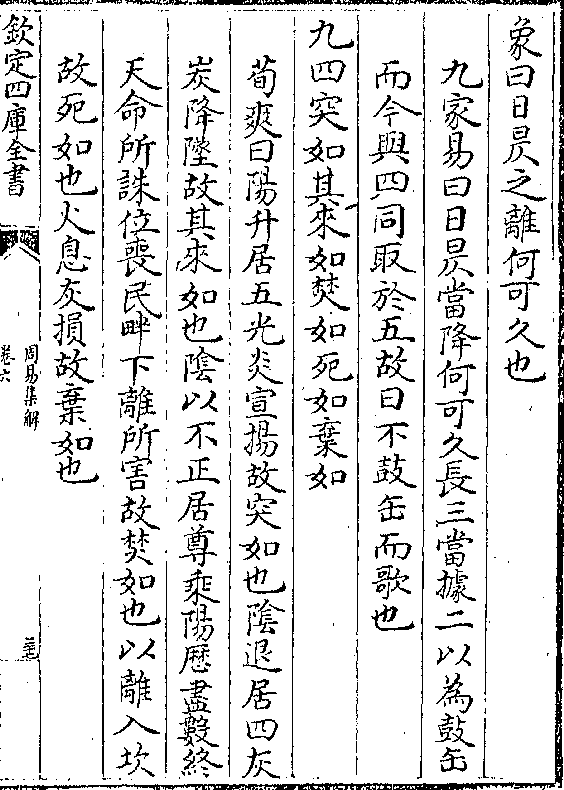 象曰日昃之離何可久也
九家易曰日昃當降何可久長三當據二以為鼓缶
而今與四同取於五故曰不鼓缶而歌也
九四突如其來如焚如死如棄如
荀爽曰陽升居五光炎宣揚故突如也陰退居四灰
炭降墜故其來如也陰以不正居尊乘陽歴盡數終
天命所誅位喪民畔下離所害故焚如也以離入坎
故死如也火息灰損故棄如也
欽定四庫全書
周易集解
卷六